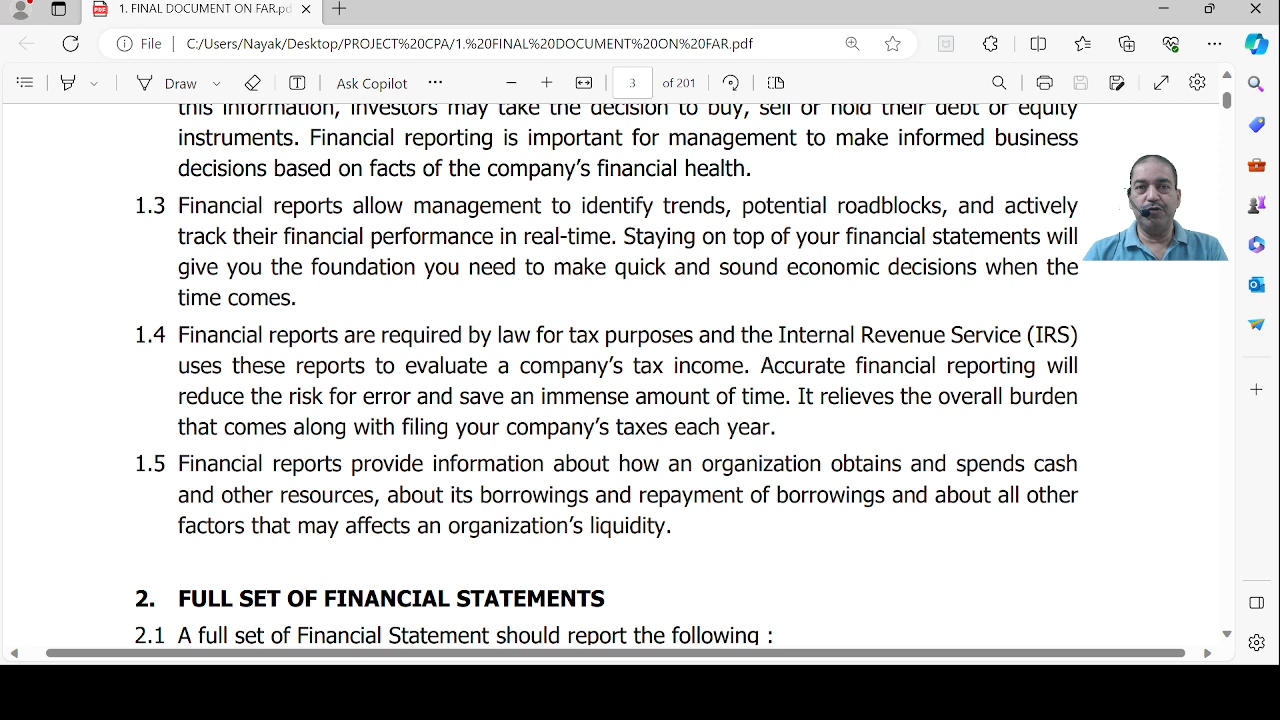 1. FINAL DOCUMENT ON FAR.pd
File
C:/Users/Nayak/Desktop/PROJECT%20CPA/1.%20FINAL%20DOCUMENT%20ON%20FAR.pdf
Draw
Ask Copilot
3
of 201
this information, investors may take the decision to buy, sell or hold their debt or equity
instruments. Financial reporting is important for management to make informed business
decisions based on facts of the company’s financial health.
1.3 Financial reports allow management to identify trends, potential roadblocks, and actively
track their financial performance in real-time. Staying on top of your financial statements will
give you the foundation you need to make quick and sound economic decisions when the
time comes.
1.4 Financial reports are required by law for tax purposes and the Internal Revenue Service (IRS)
uses these reports to evaluate a company’s tax income. Accurate financial reporting will
reduce the risk for error and save an immense amount of time. It relieves the overall burden
that comes along with filing your company’s taxes each year.
1.5 Financial reports provide information about how an organization obtains and spends cash
and other resources, about its borrowings and repayment of borrowings and about all other
factors that may affects an organization’s liquidity.
2. FULL SET OF FINANCIAL STATEMENTS
2.1 A full set of Financial Statement should report the following :